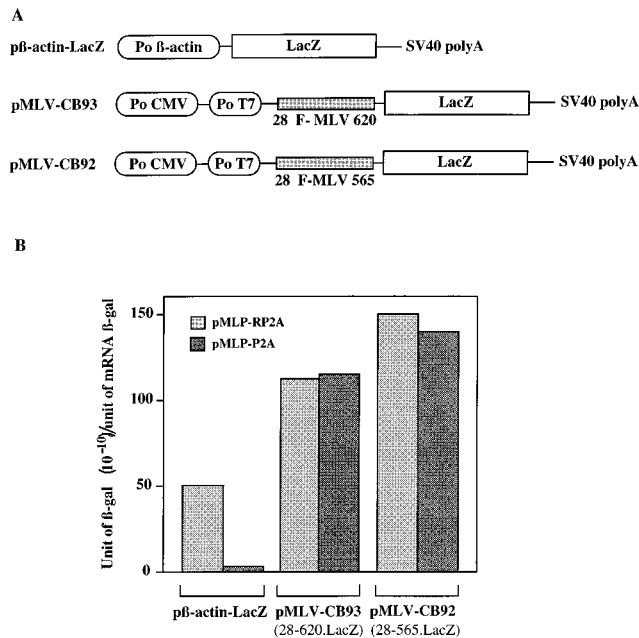 A
pß-actin-LacZ Po ß-actin LacZ SV40 polyA
pMLV-CB93 Po CMV Po T7 LacZ SV40 polyA
28 F- MLV 620
pMLV-CB92 Po CMV Po T7 LacZ SV40 polyA
28 F-MLV 565
B
Unit of ß-gal (10⁻¹⁰)/unit of mRNA ß-gal
150
100
50
0
pMLP-RP2A
pMLP-P2A
pß-actin-LacZ pMLV-CB93 pMLV-CB92
(28-620.LacZ) (28-565.LacZ)